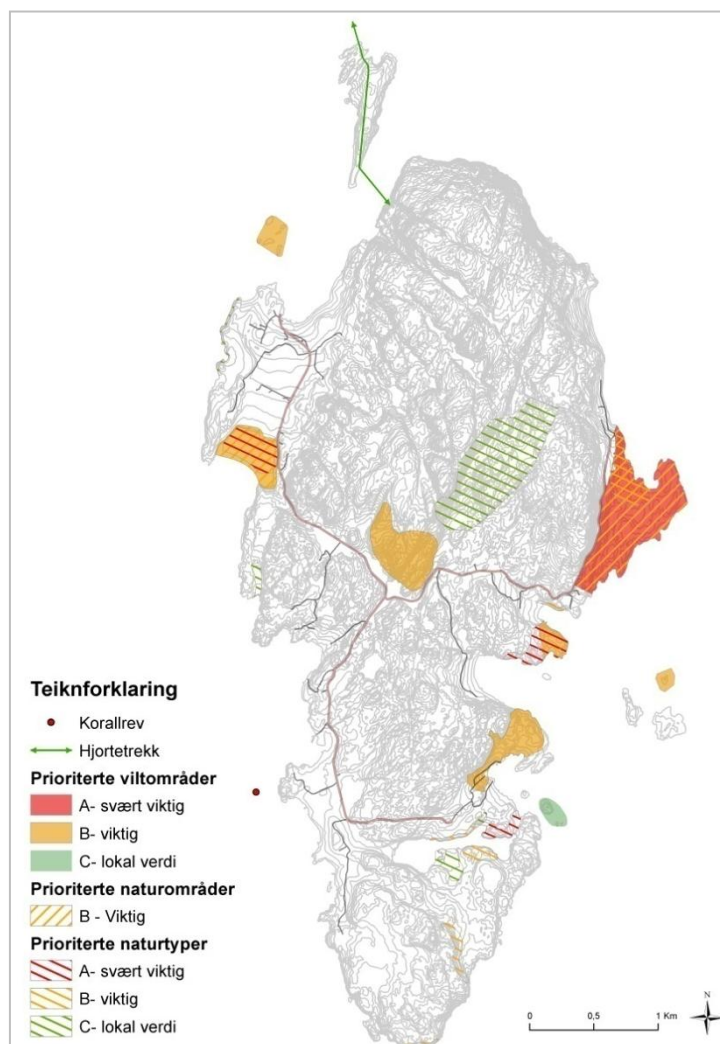 Teiknforklaring
Korallrev
Hjortetrekk
Prioriterte viltområder
A- svært viktig
B- viktig
C- lokal verdi
Prioriterte naturområder
B - Viktig
Prioriterte naturtyper
A- svært viktig
B- viktig
C- lokal verdi
0 0,5 1 Km
N